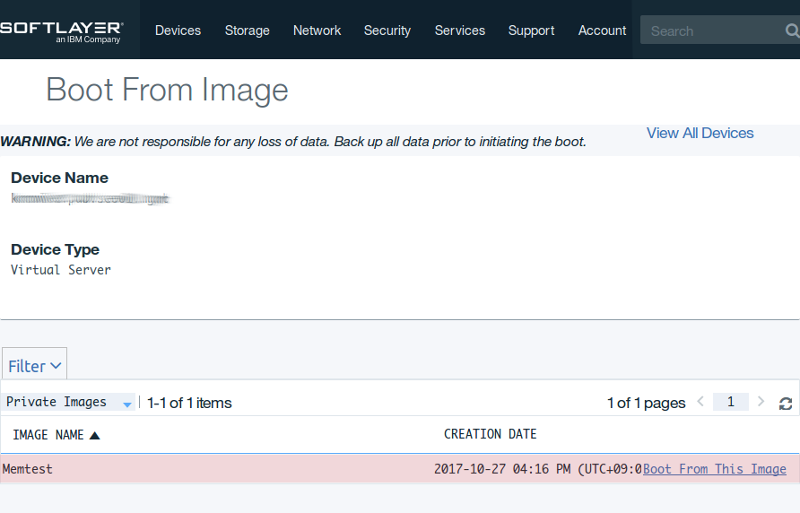 SOFTLAYER®
an IBM Company
Devices Storage Network Security Services Support Account Search
Boot From Image
WARNING: We are not responsible for any loss of data. Back up all data prior to initiating the boot.
View All Devices
Device Name
Device Type
Virtual Server
Filter
Private Images 1-1 of 1 items 1 of 1 pages 1
IMAGE NAME CREATION DATE
Memtest 2017-10-27 04:16 PM (UTC+09:0 Boot From This Image